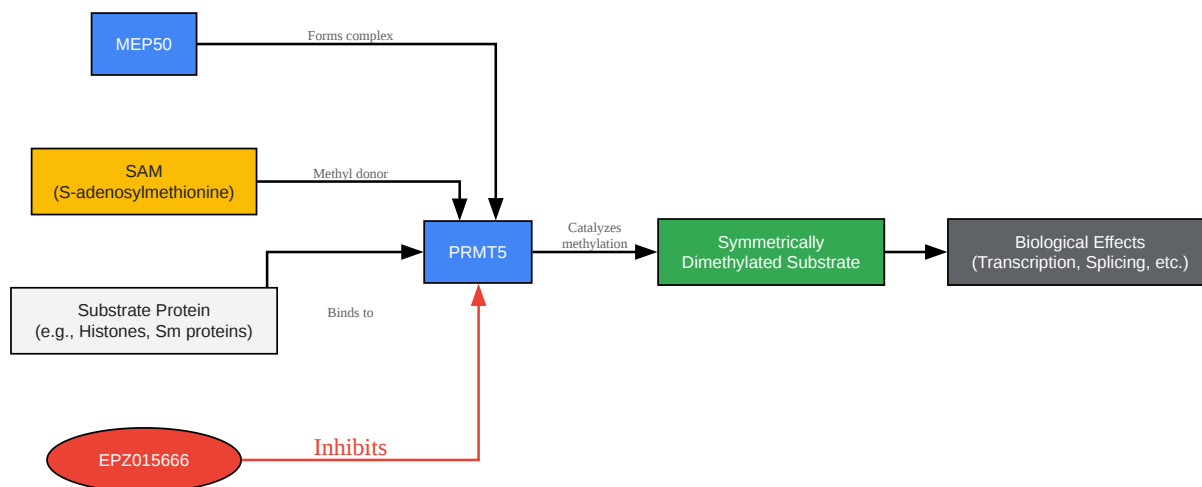 MEP50
Forms complex
SAM
(S-adenosylmethionine)
Methyl donor
Substrate Protein
(e.g., Histones, Sm proteins)
Binds to
EPZ015666
Inhibits
PRMT5
Catalyzes
methylation
Symmetrically
Dimethylated Substrate
Biological Effects
(Transcription, Splicing, etc.)